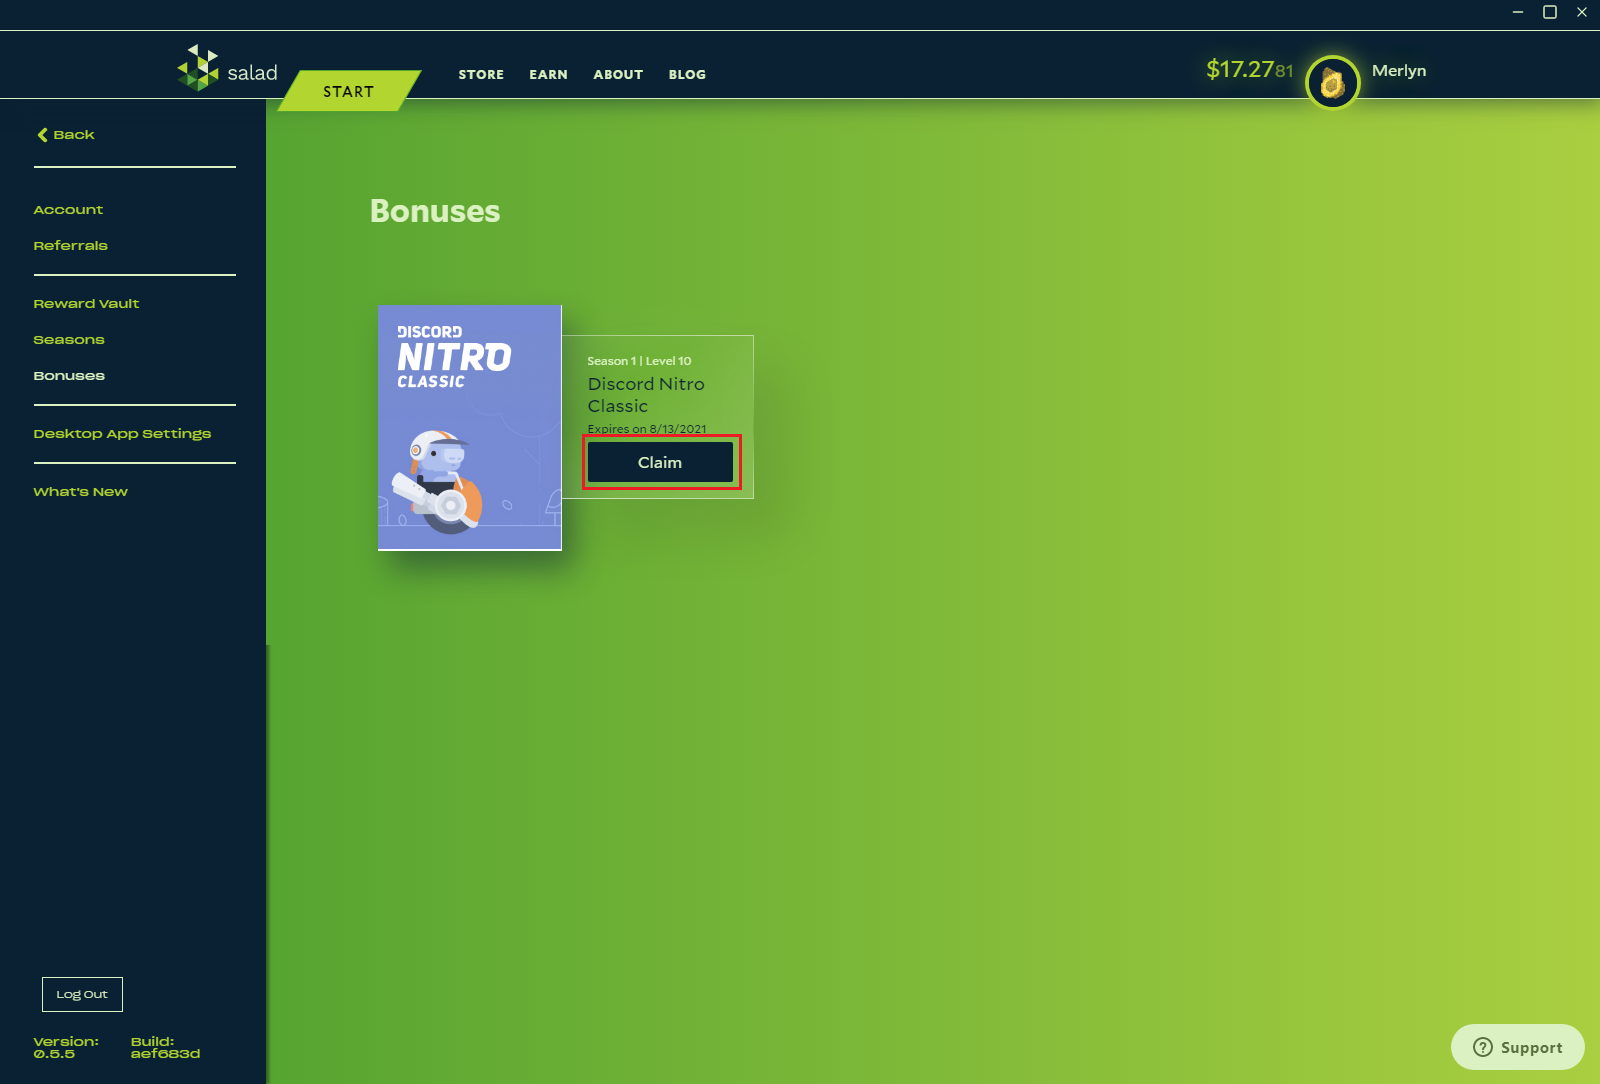 salad
START
STORE
EARN
ABOUT
BLOG
$17.2781
Merlyn
Back
Account
Referrals
Reward Vault
Seasons
Bonuses
Desktop App Settings
What's New
Log Out
Version:
0.5.5
Build:
aef683d
Bonuses
DISCORD
NITRO
CLASSIC
Season 1 | Level 10
Discord Nitro
Classic
Expires on 8/13/2021
Claim
Support